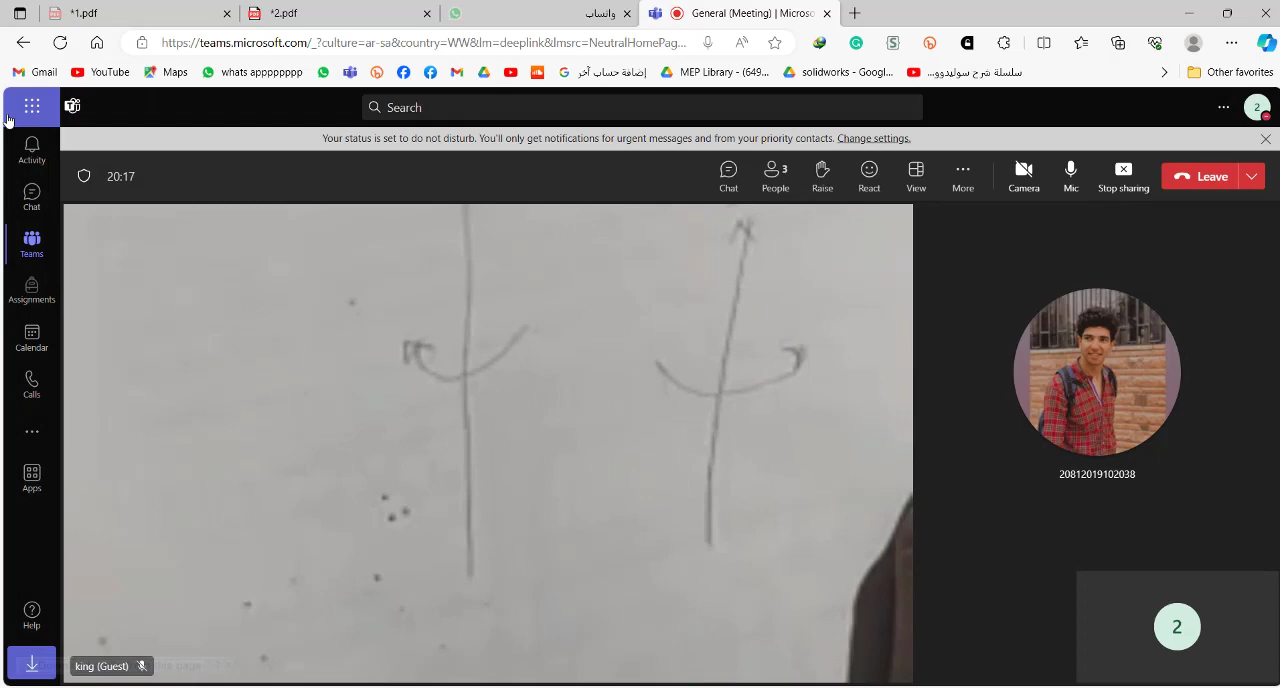 *1.pdf
*2.pdf
واتساب
General (Meeting) | Microso
https://teams.microsoft.com/_?culture=ar-sa&country=WW&lm=deeplink&lmsrc=NeutralHomePag...
Gmail
YouTube
Maps
whats apppppppp
إضافة حساب آخر
MEP Library - (649...
solidworks - Googl...
سلسلة شرح سوليدوو...
Other favorites
Search
2
Your status is set to do not disturb. You'll only get notifications for urgent messages and from your priority contacts. Change settings.
20:17
Chat
People 3
Raise
React
View
More
Camera
Mic
Stop sharing
Leave
Activity
Chat
Teams
Assignments
Calendar
Calls
Apps
Help
20812019102038
2
king (Guest)